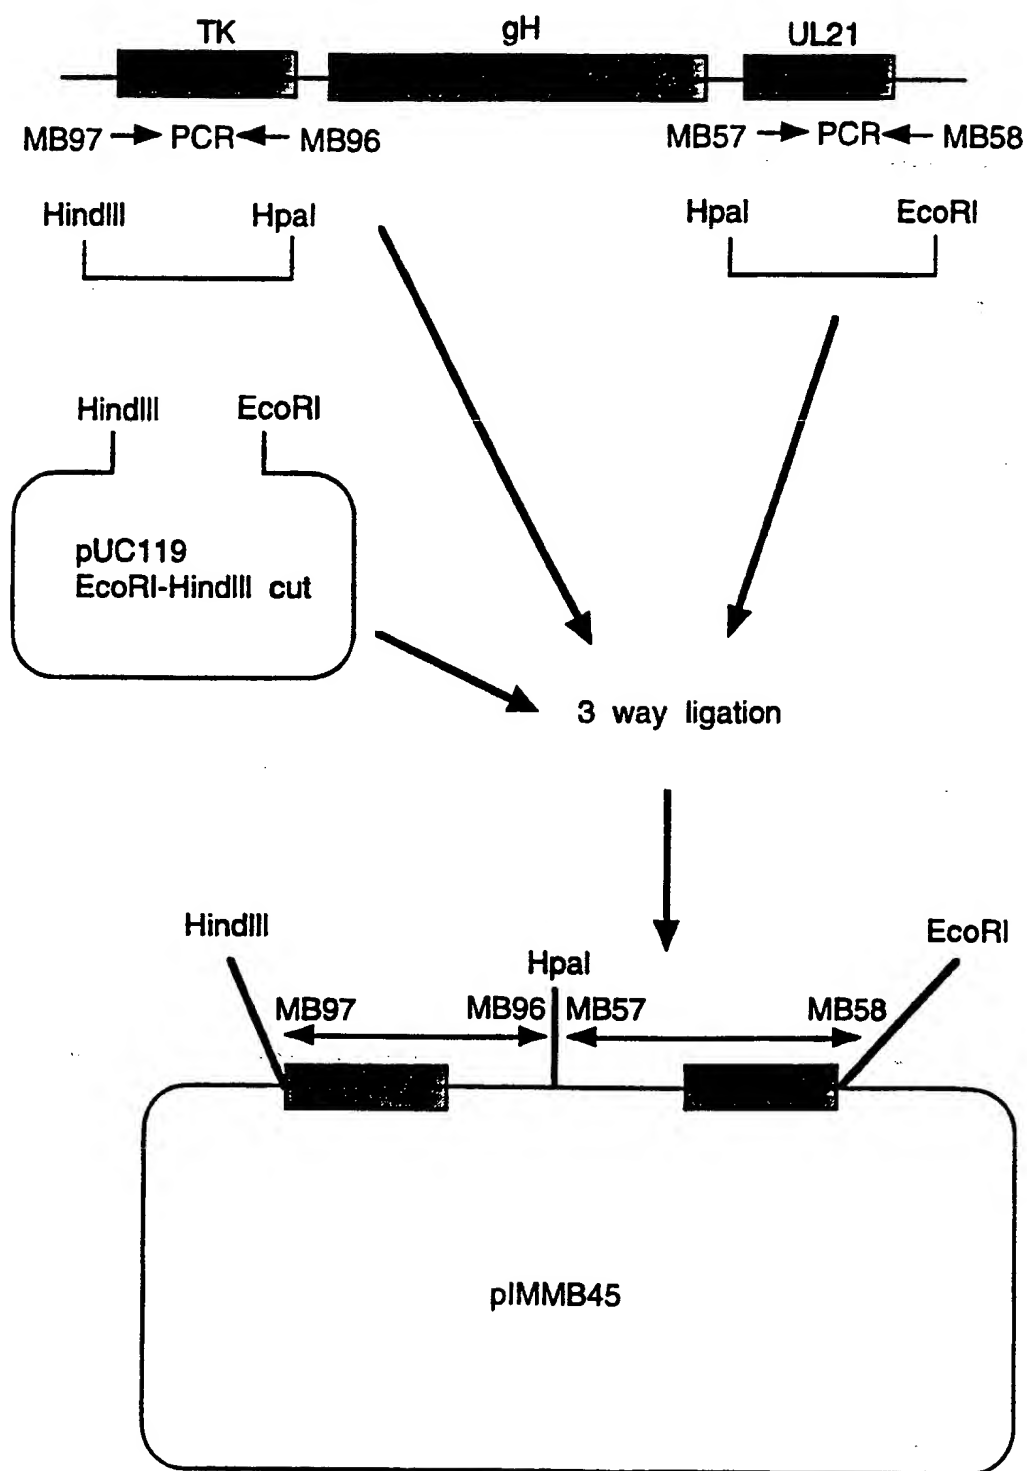 TK gH UL21
MB97 PCR MB96 MB57 PCR MB58
HindIII HpaI HpaI EcoRI
HindIII EcoRI
pUC119
EcoRI-HindIII cut
3 way ligation
HindIII EcoRI
HpaI
MB97 MB96 MB57 MB58
pIMMB45